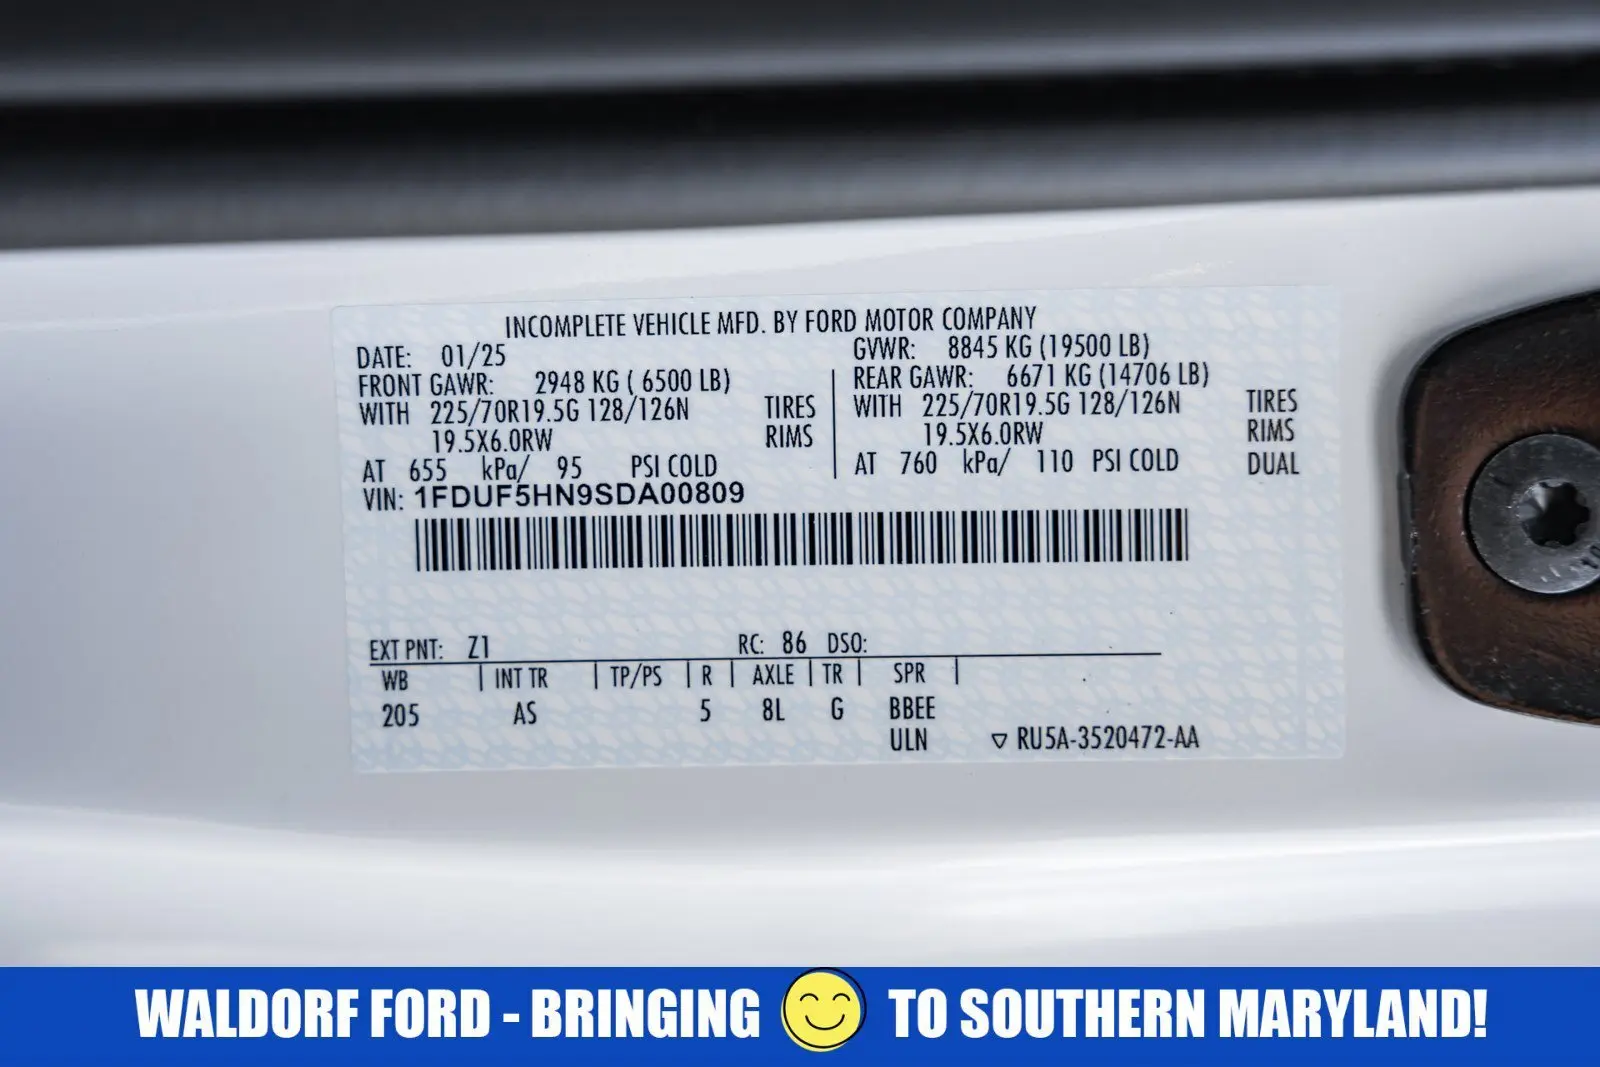 INCOMPLETE VEHICLE MFD. BY FORD MOTOR COMPANY
DATE: 01/25 GVWR: 8845 KG (19500 LB)
FRONT GAWR: 2948 KG ( 6500 LB) REAR GAWR: 6671 KG (14706 LB)
WITH 225/70R19.5G 128/126N TIRES WITH 225/70R19.5G 128/126N TIRES
19.5X6.0RW RIMS 19.5X6.0RW RIMS
AT 655 kPa/ 95 PSI COLD AT 760 kPa/ 110 PSI COLD DUAL
VIN: 1FDUF5HN9SDA00809
EXT PNT: Z1 RC: 86 DSO:
WB | INT TR | TP/PS | R | AXLE | TR | SPR |
205 AS 5 8L G BBEE
ULN ▽ RU5A-3520472-AA
WALDORF FORD - BRINGING 😊 TO SOUTHERN MARYLAND!